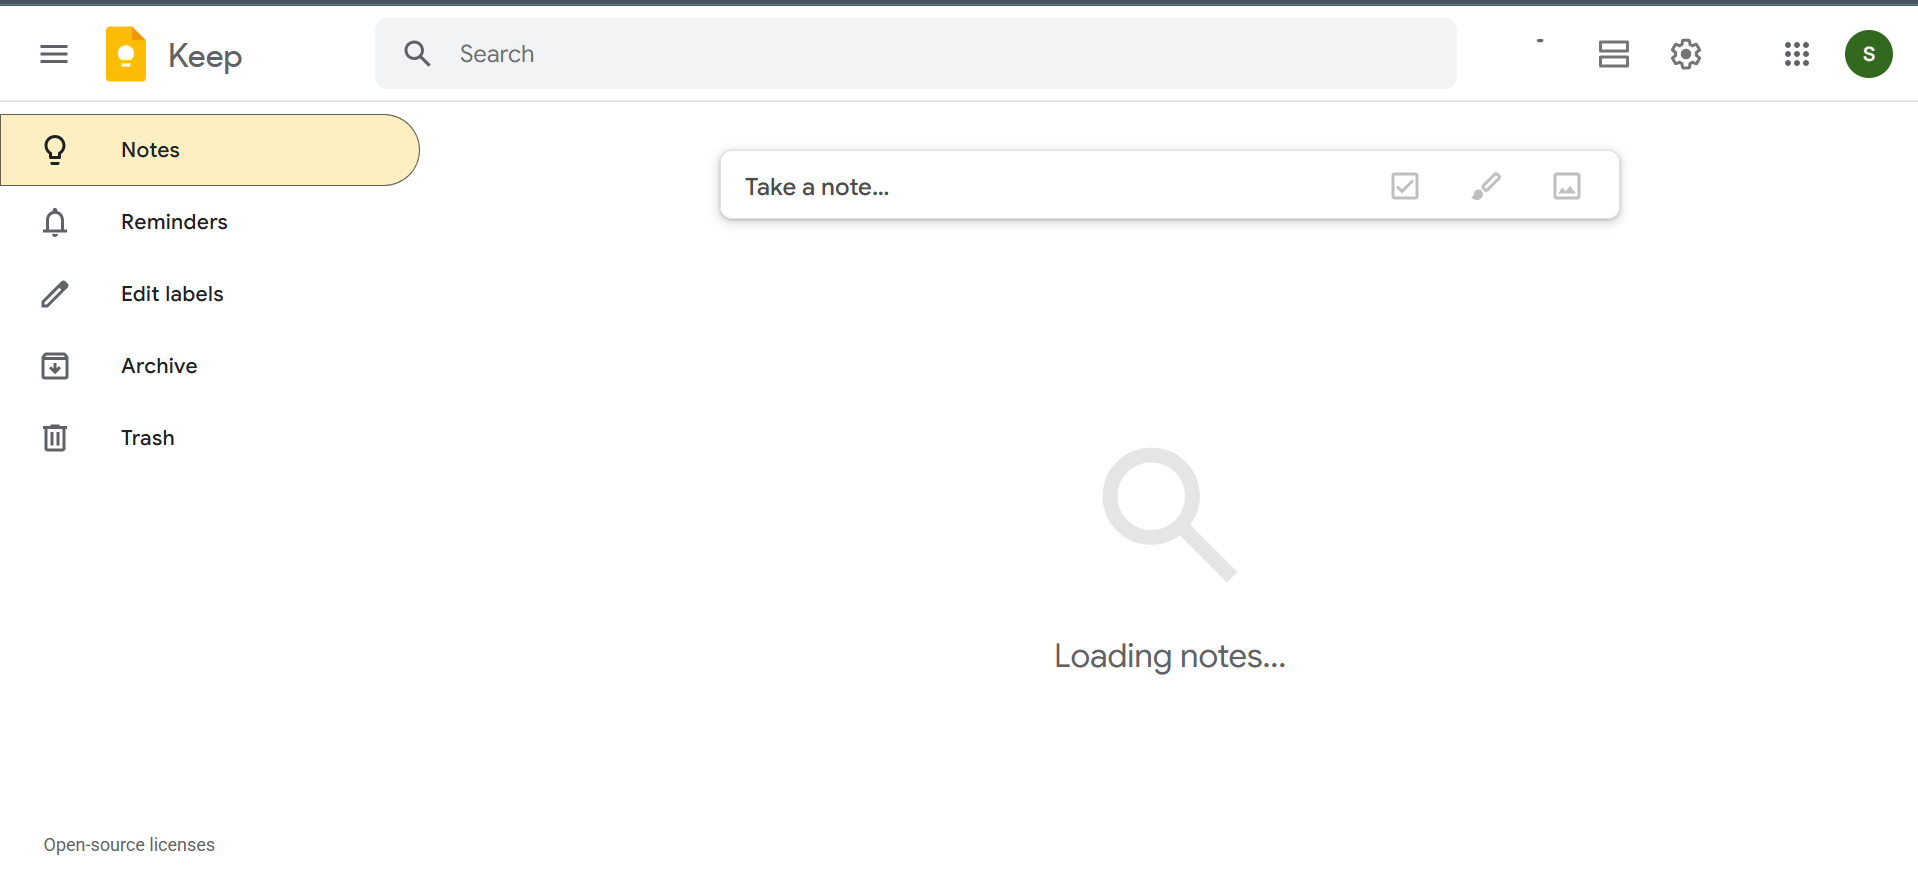 Keep
Search
S
Notes
Reminders
Edit labels
Archive
Trash
Take a note...
Loading notes...
Open-source licenses